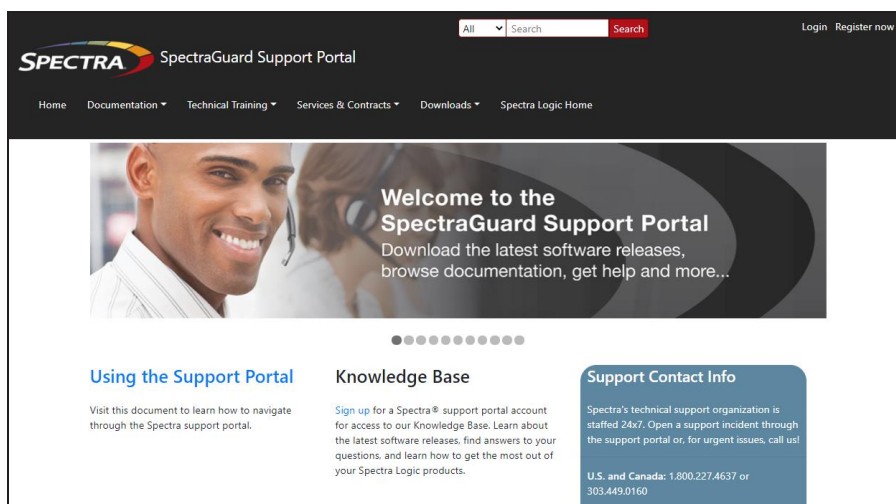 All
Search
Search
Login Register now
SPECTRA SpectraGuard Support Portal
Home Documentation Technical Training Services & Contracts Downloads Spectra Logic Home
Welcome to the
SpectraGuard Support Portal
Download the latest software releases,
browse documentation, get help and more...
Using the Support Portal
Visit this document to learn how to navigate
through the Spectra support portal.
Knowledge Base
Sign up for a Spectra® support portal account
for access to our Knowledge Base. Learn about
the latest software releases, find answers to your
questions, and learn how to get the most out of
your Spectra Logic products.
Support Contact Info
Spectra's technical support organization is
staffed 24x7. Open a support incident through
the support portal or, for urgent issues, call us!
U.S. and Canada: 1.800.227.4637 or
303.449.0160